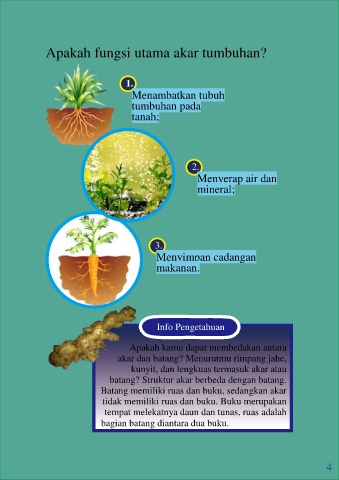 Apakah fungsi utama akar tumbuhan?
1.
Menambatkan tubuh
tumbuhan pada
tanah;
2.
Menyerap air dan
mineral;
3.
Menyimpan cadangan
makanan.
Info Pengetahuan
Apakah kamu dapat membedakan antara
akar dan batang? Menurutmu rimpang jahe,
kunyit, dan lengkuas termasuk akar atau
batang? Struktur akar berbeda dengan batang.
Batang memiliki ruas dan buku, sedangkan akar
tidak memiliki ruas dan buku. Buku merupakan
tempat melekatnya daun dan tunas, ruas adalah
bagian batang diantara dua buku.
4